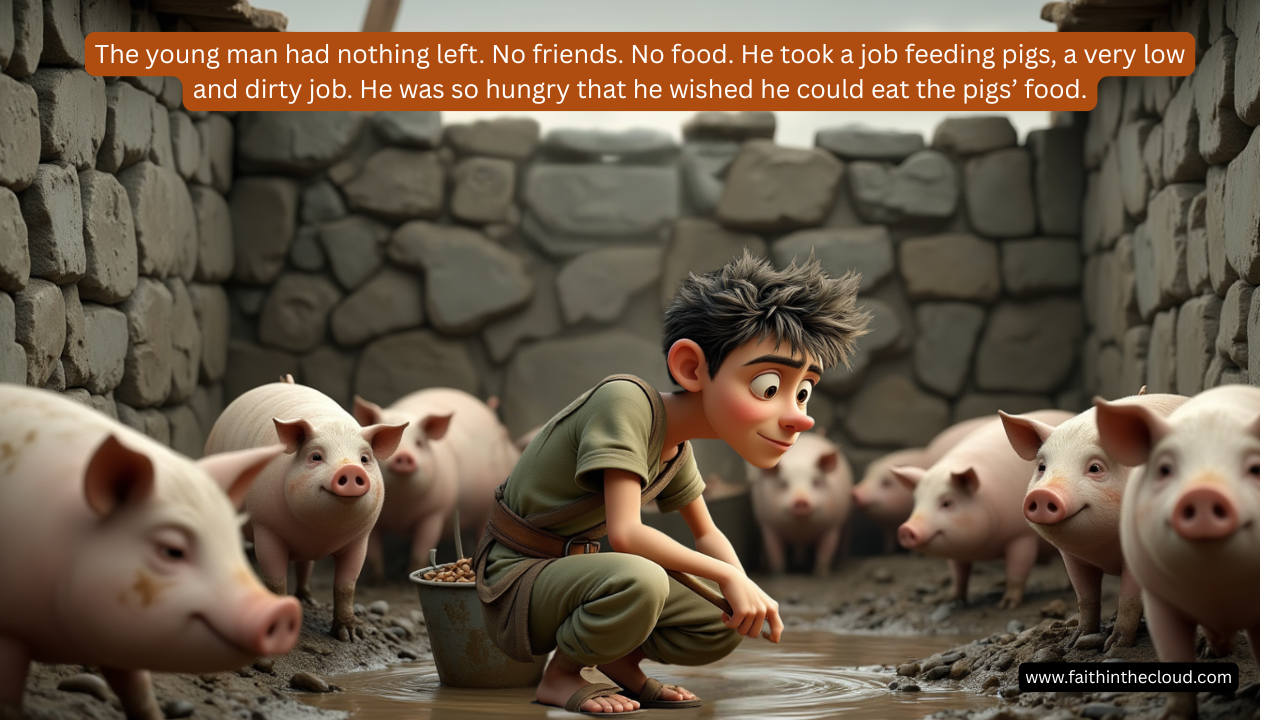 The young man had nothing left. No friends. No food. He took a job feeding pigs, a very low
and dirty job. He was so hungry that he wished he could eat the pigs’ food.
www.faithinthecloud.com